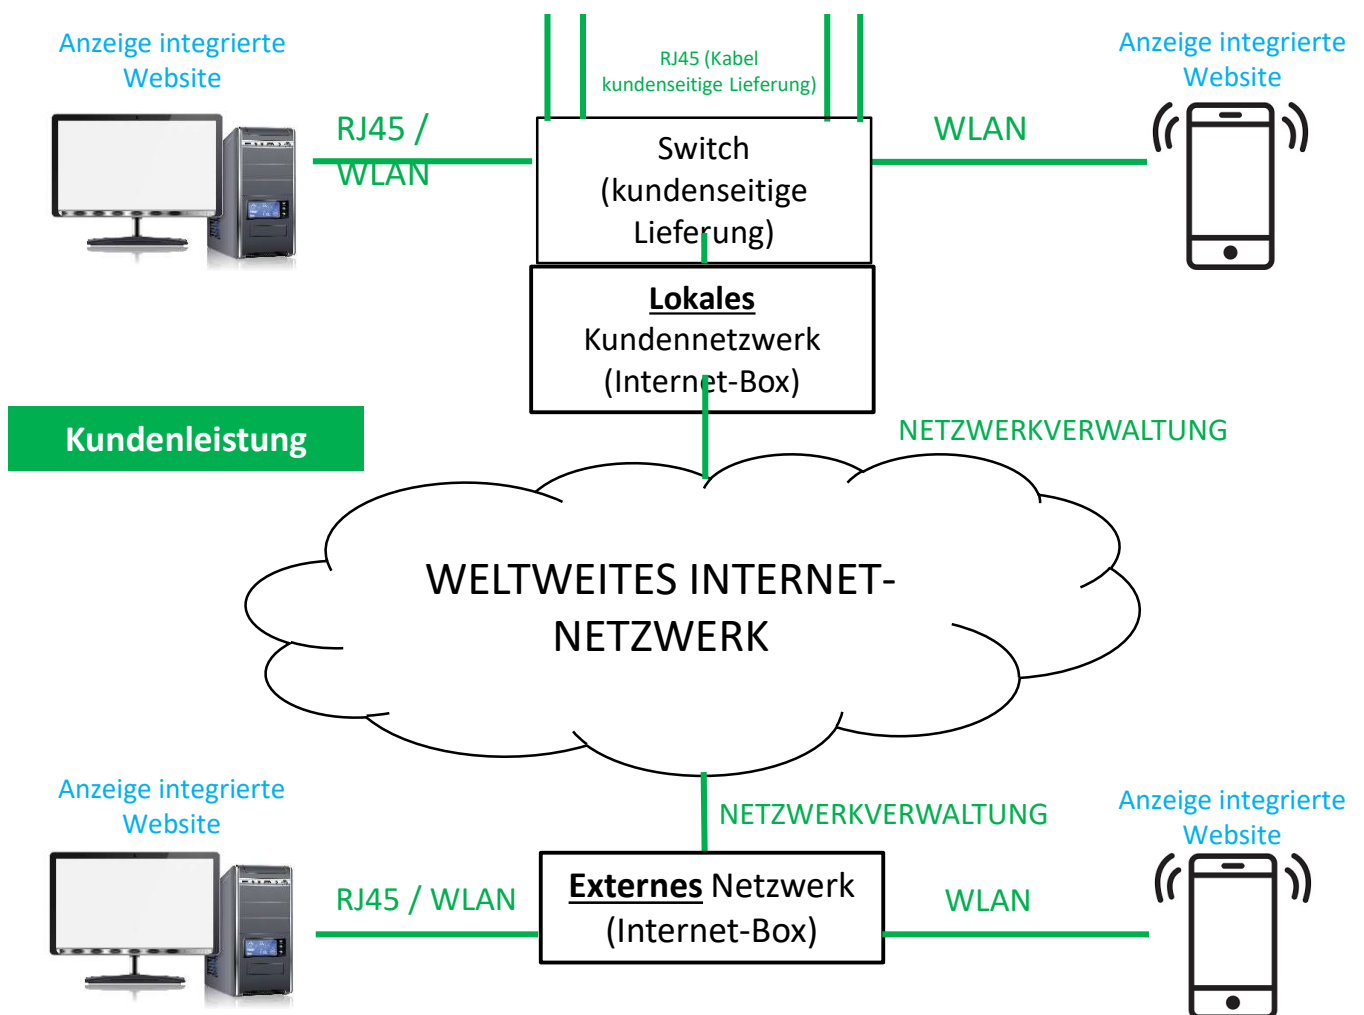 Anzeige integrierte
Website
RJ45 (Kabel
kundenseitige Lieferung)
Anzeige integrierte
Website
RJ45 /
WLAN
Switch
(kundenseitige
Lieferung)
WLAN
Lokales
Kundennetzwerk
(Internet-Box)
Kundenleistung
NETZWERKVERWALTUNG
WELTWEITES INTERNET-
NETZWERK
Anzeige integrierte
Website
NETZWERKVERWALTUNG
Anzeige integrierte
Website
RJ45 / WLAN
Externes Netzwerk
(Internet-Box)
WLAN